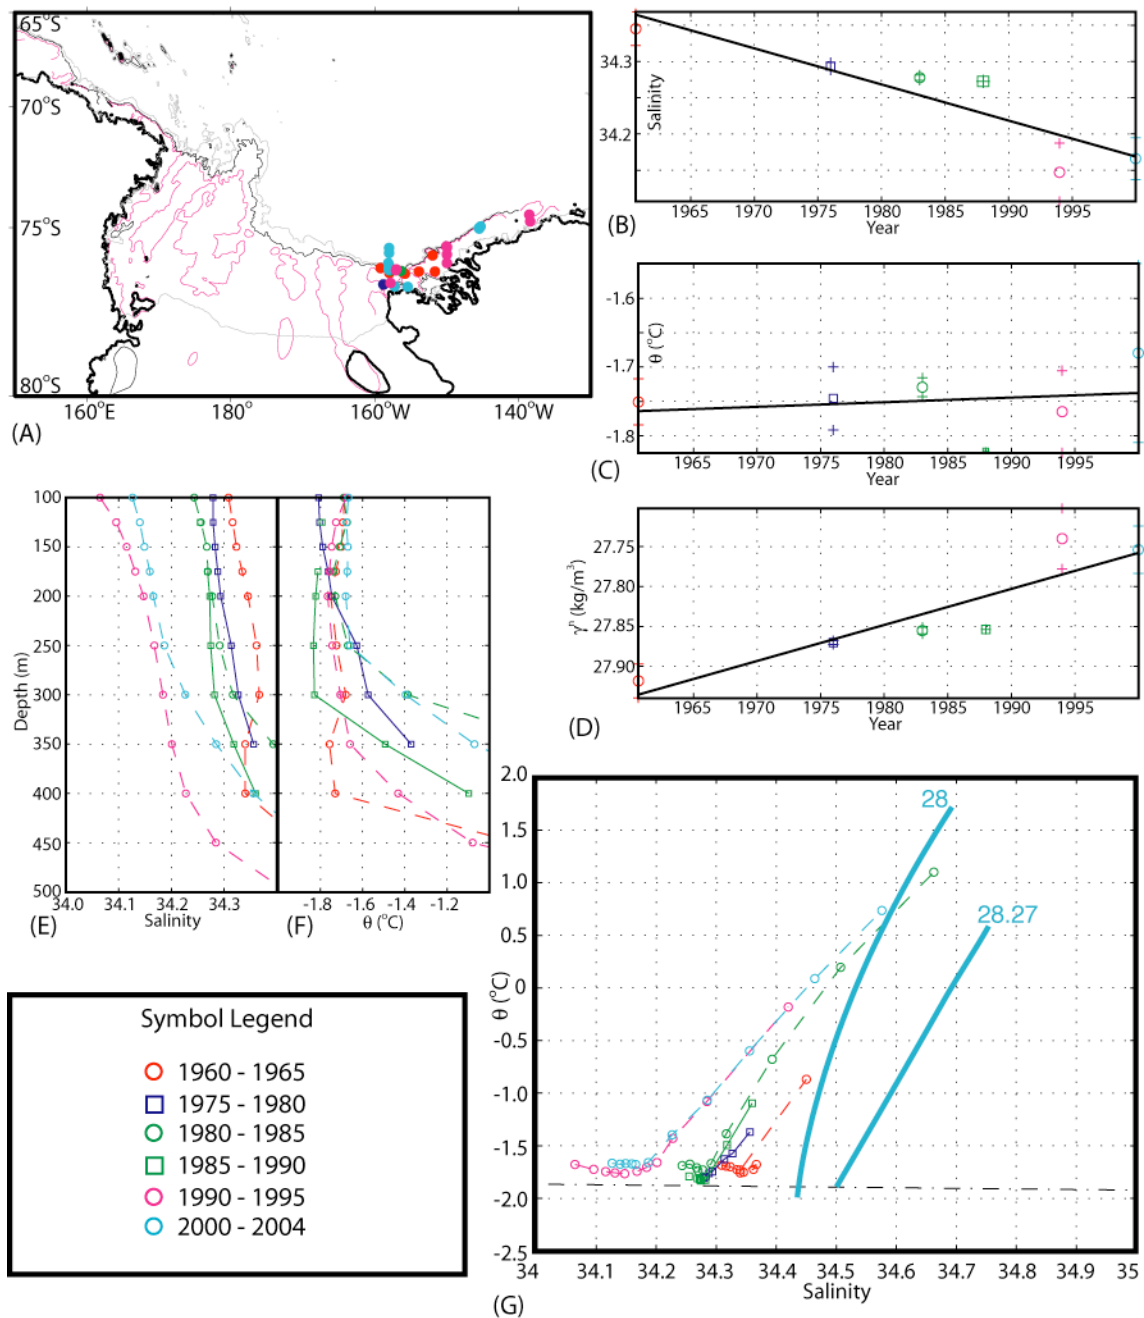 65°S
70°S
75°S
80°S
160°E
180°
160°W
140°W
(A)
34.3
34.2
Salinity
1965
1970
1975
1980
1985
1990
1995
Year
(B)
-1.6
-1.7
-1.8
θ (°C)
1965
1970
1975
1980
1985
1990
1995
Year
(C)
27.75
27.80
27.85
27.90
γⁿ (kg/m³)
1965
1970
1975
1980
1985
1990
1995
Year
(D)
100
150
200
250
300
350
400
450
500
Depth (m)
34.0
34.1
34.2
34.3
Salinity
(E)
-1.8
-1.6
-1.4
-1.2
θ (°C)
(F)
Symbol Legend
1960 - 1965
1975 - 1980
1980 - 1985
1985 - 1990
1990 - 1995
2000 - 2004
2.0
1.5
1.0
0.5
0
-0.5
-1.0
-1.5
-2.0
-2.5
θ (°C)
28
28.27
34
34.1
34.2
34.3
34.4
34.5
34.6
34.7
34.8
34.9
35
Salinity
(G)